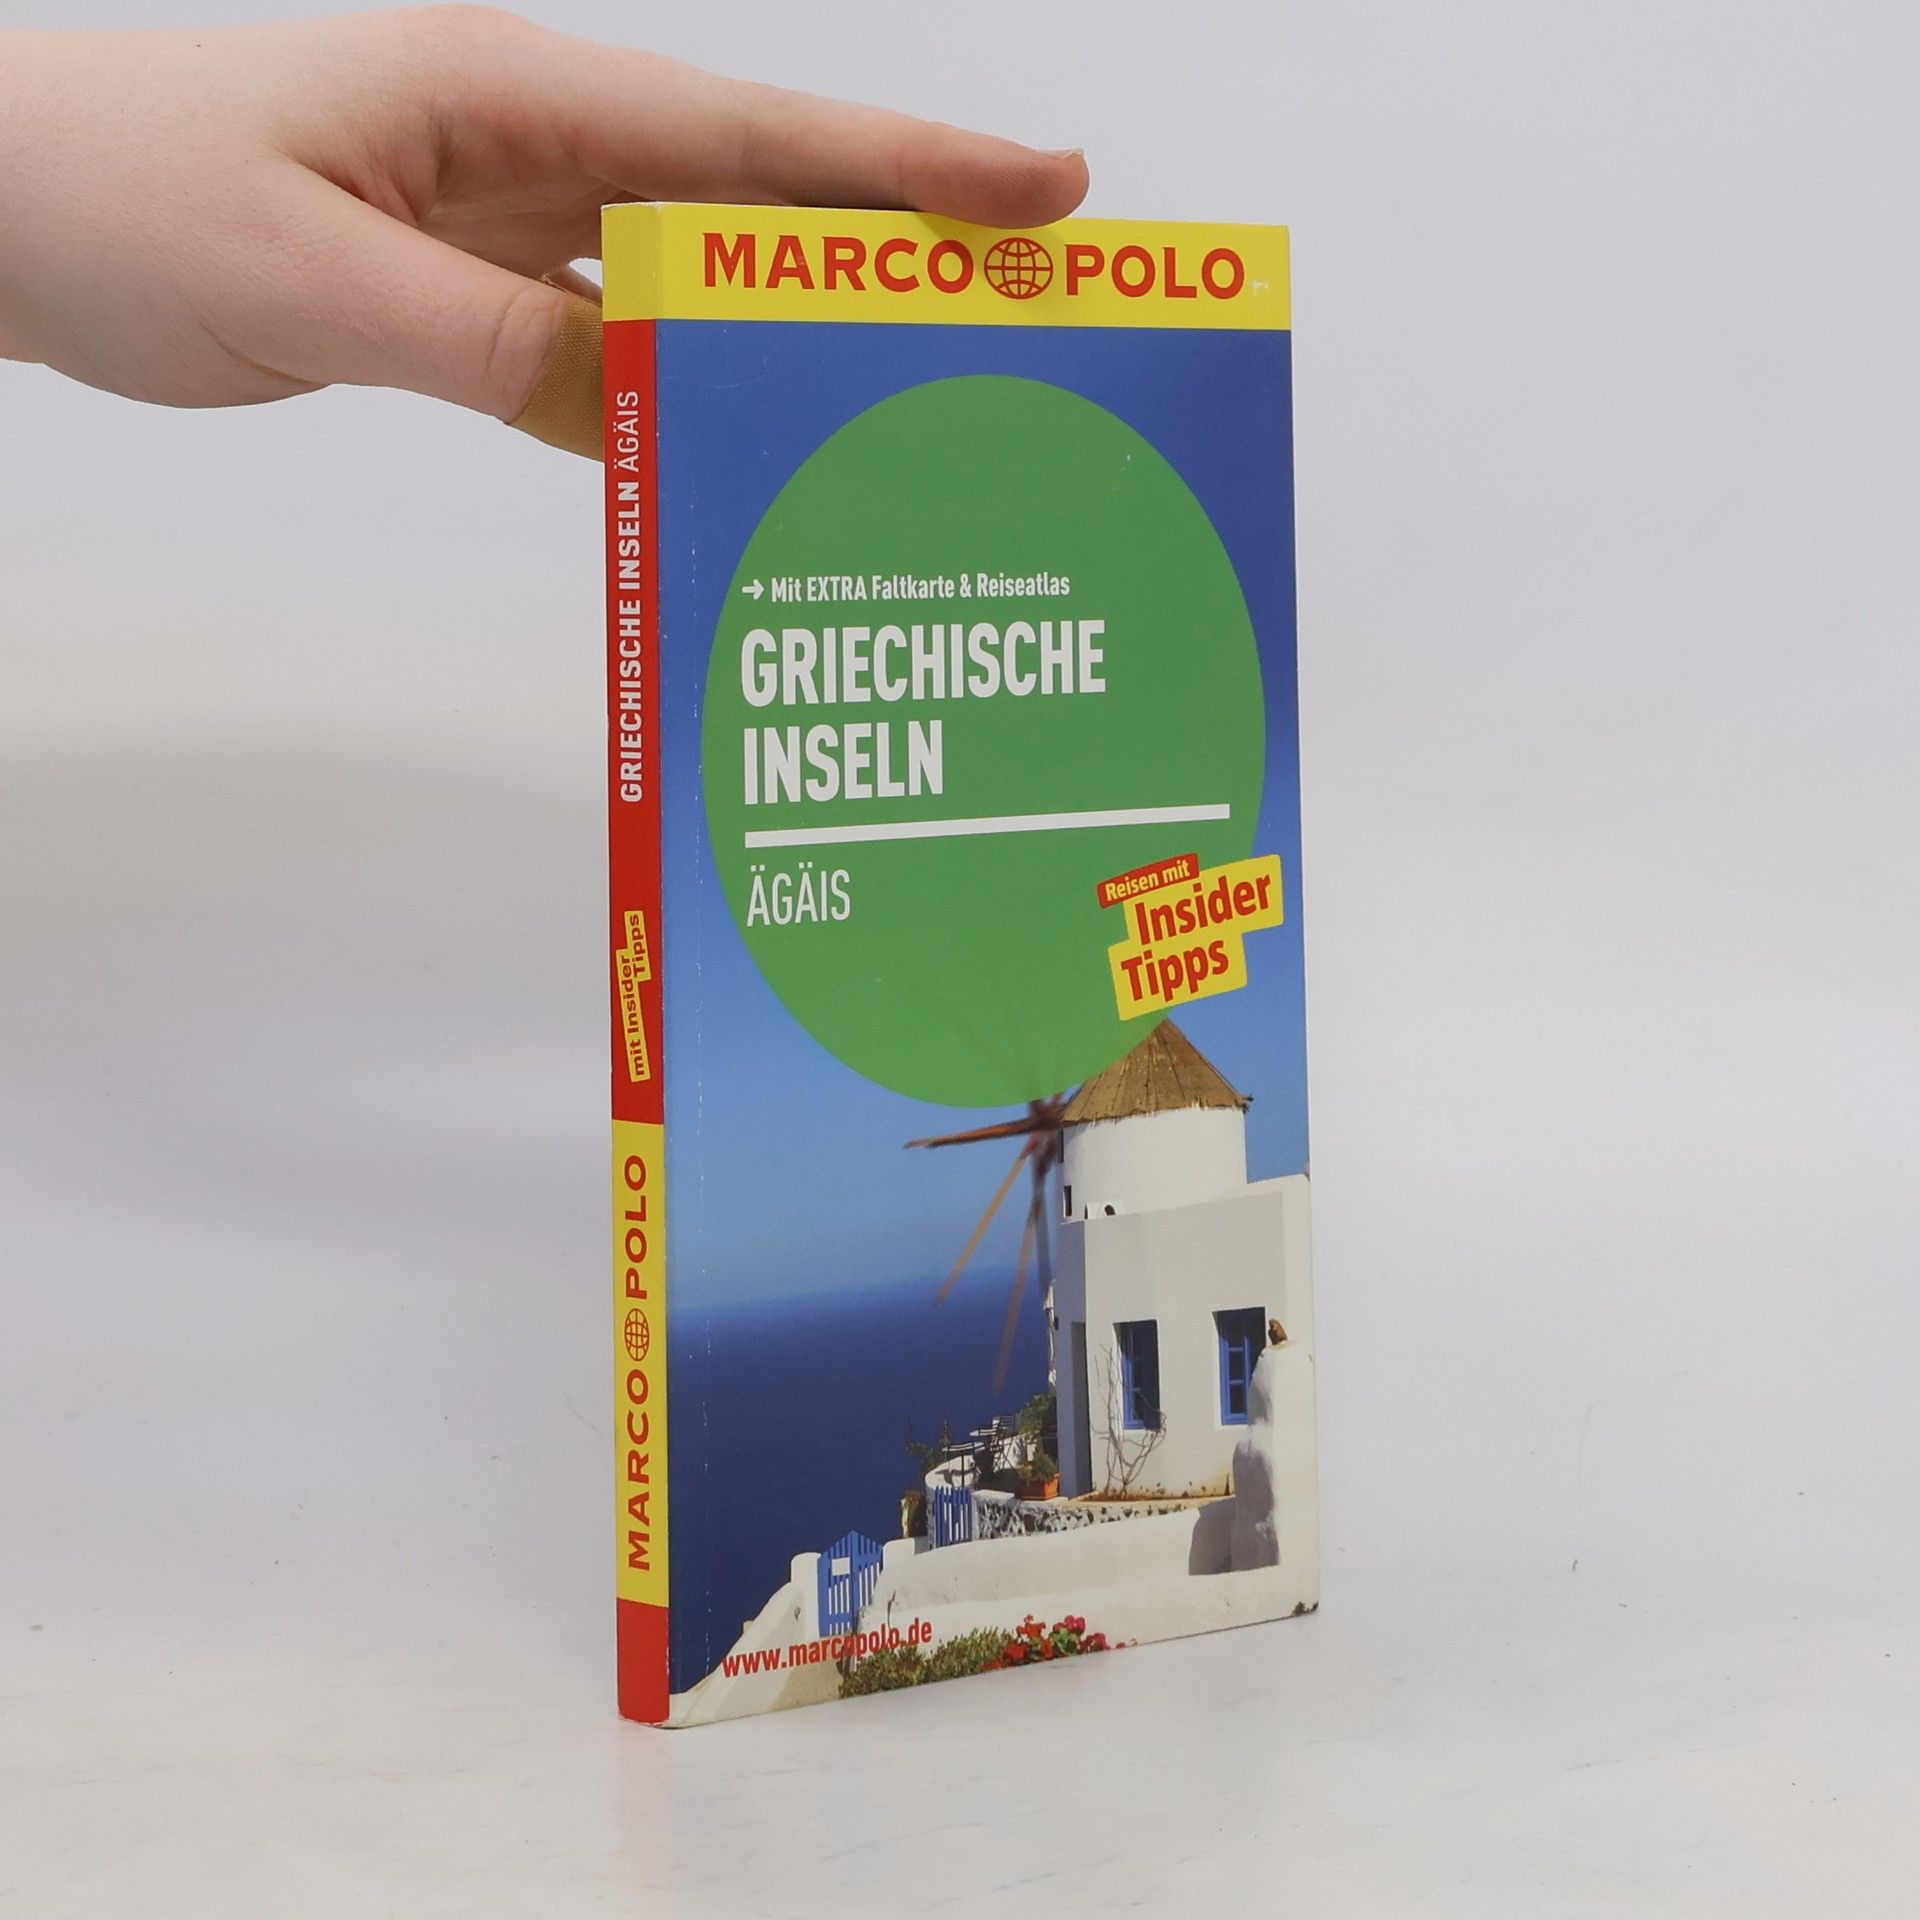 MARCO POLO
→ Mit EXTRA Faltkarte & Reiseatlas
GRIECHISCHE
INSELN
ÄGÄIS
Reisen mit
Insider
Tipps
www.marcopolo.de
GRIECHISCHE INSELN ÄGÄIS
mit Insider
Tipps
MARCO POLO